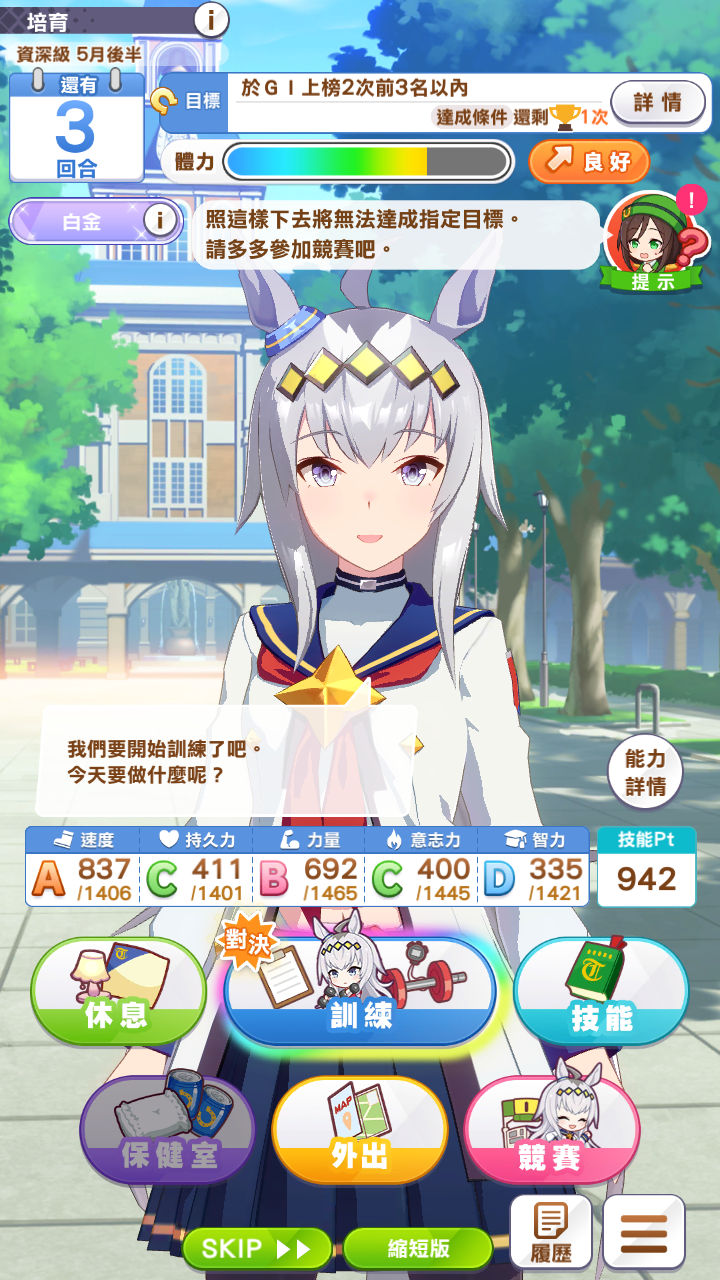 培育
資深級 5月後半
還有
3
回合
目標
於GⅠ上榜2次前3名以內
達成條件 還剩 1次
詳情
體力
良好
白金
照這樣下去將無法達成指定目標。
請多多參加競賽吧。
提示
我們要開始訓練了吧。
今天要做什麼呢？
能力
詳情
速度 持久力 力量 意志力 智力 技能Pt
A 837 /1406
C 411 /1401
B 692 /1465
C 400 /1445
D 335 /1421
942
對決
休息
訓練
技能
MAP
保健室
外出
競賽
SKIP
縮短版
履歷